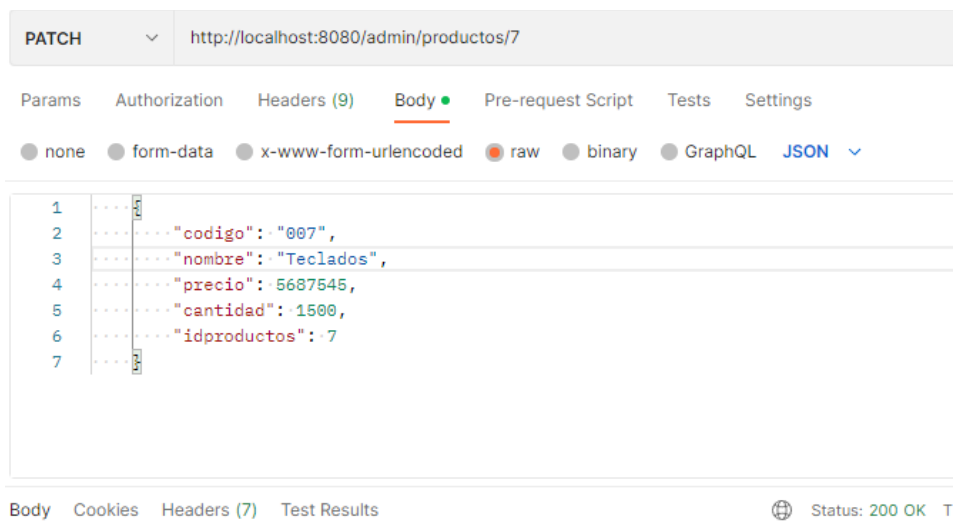 PATCH http://localhost:8080/admin/productos/7
Params Authorization Headers (9) Body Pre-request Script Tests Settings
none form-data x-www-form-urlencoded raw binary GraphQL JSON
1 {
2 "codigo": "007",
3 "nombre": "Teclados",
4 "precio": 5687545,
5 "cantidad": 1500,
6 "idproductos": 7
7 }
Body Cookies Headers (7) Test Results Status: 200 OK T